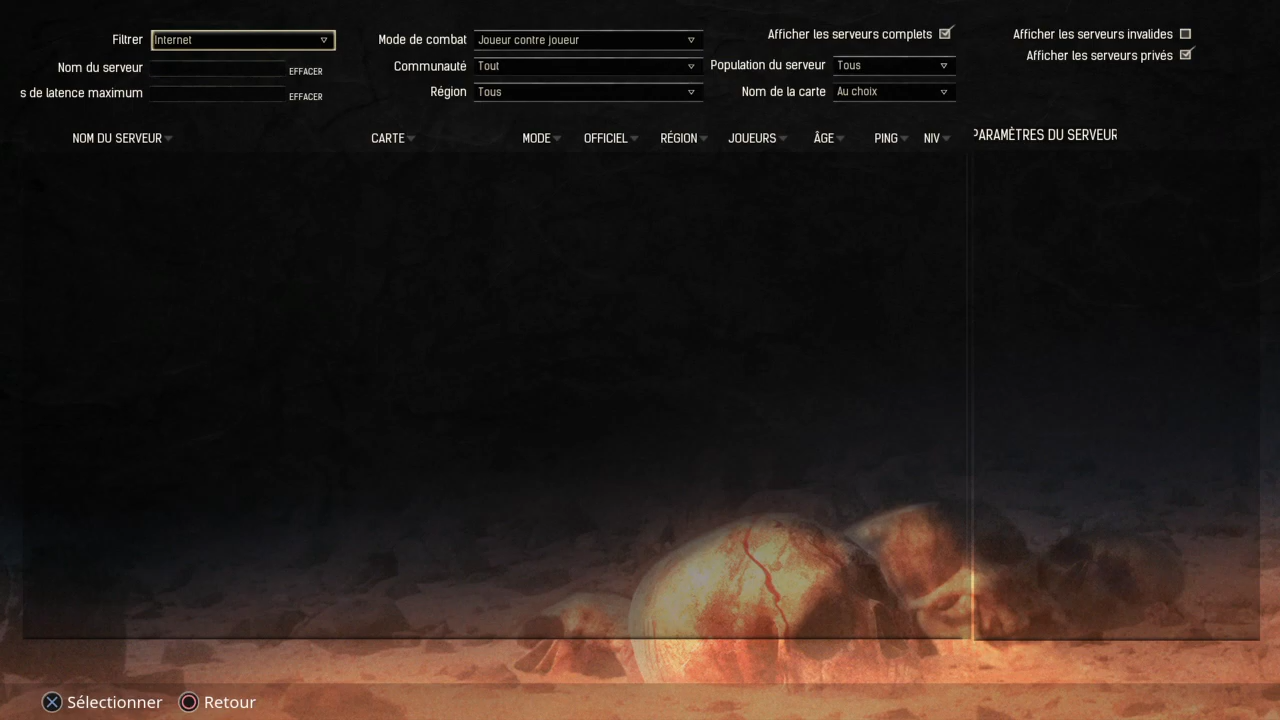 Filtrer Internet
Nom du serveur EFFACER
s de latence maximum EFFACER
Mode de combat Joueur contre joueur
Communauté Tout
Région Tous
Afficher les serveurs complets
Population du serveur Tous
Nom de la carte Au choix
Afficher les serveurs invalides
Afficher les serveurs privés
NOM DU SERVEUR CARTE MODE OFFICIEL RÉGION JOUEURS ÂGE PING NIV PARAMÈTRES DU SERVEUR
Sélectionner Retour